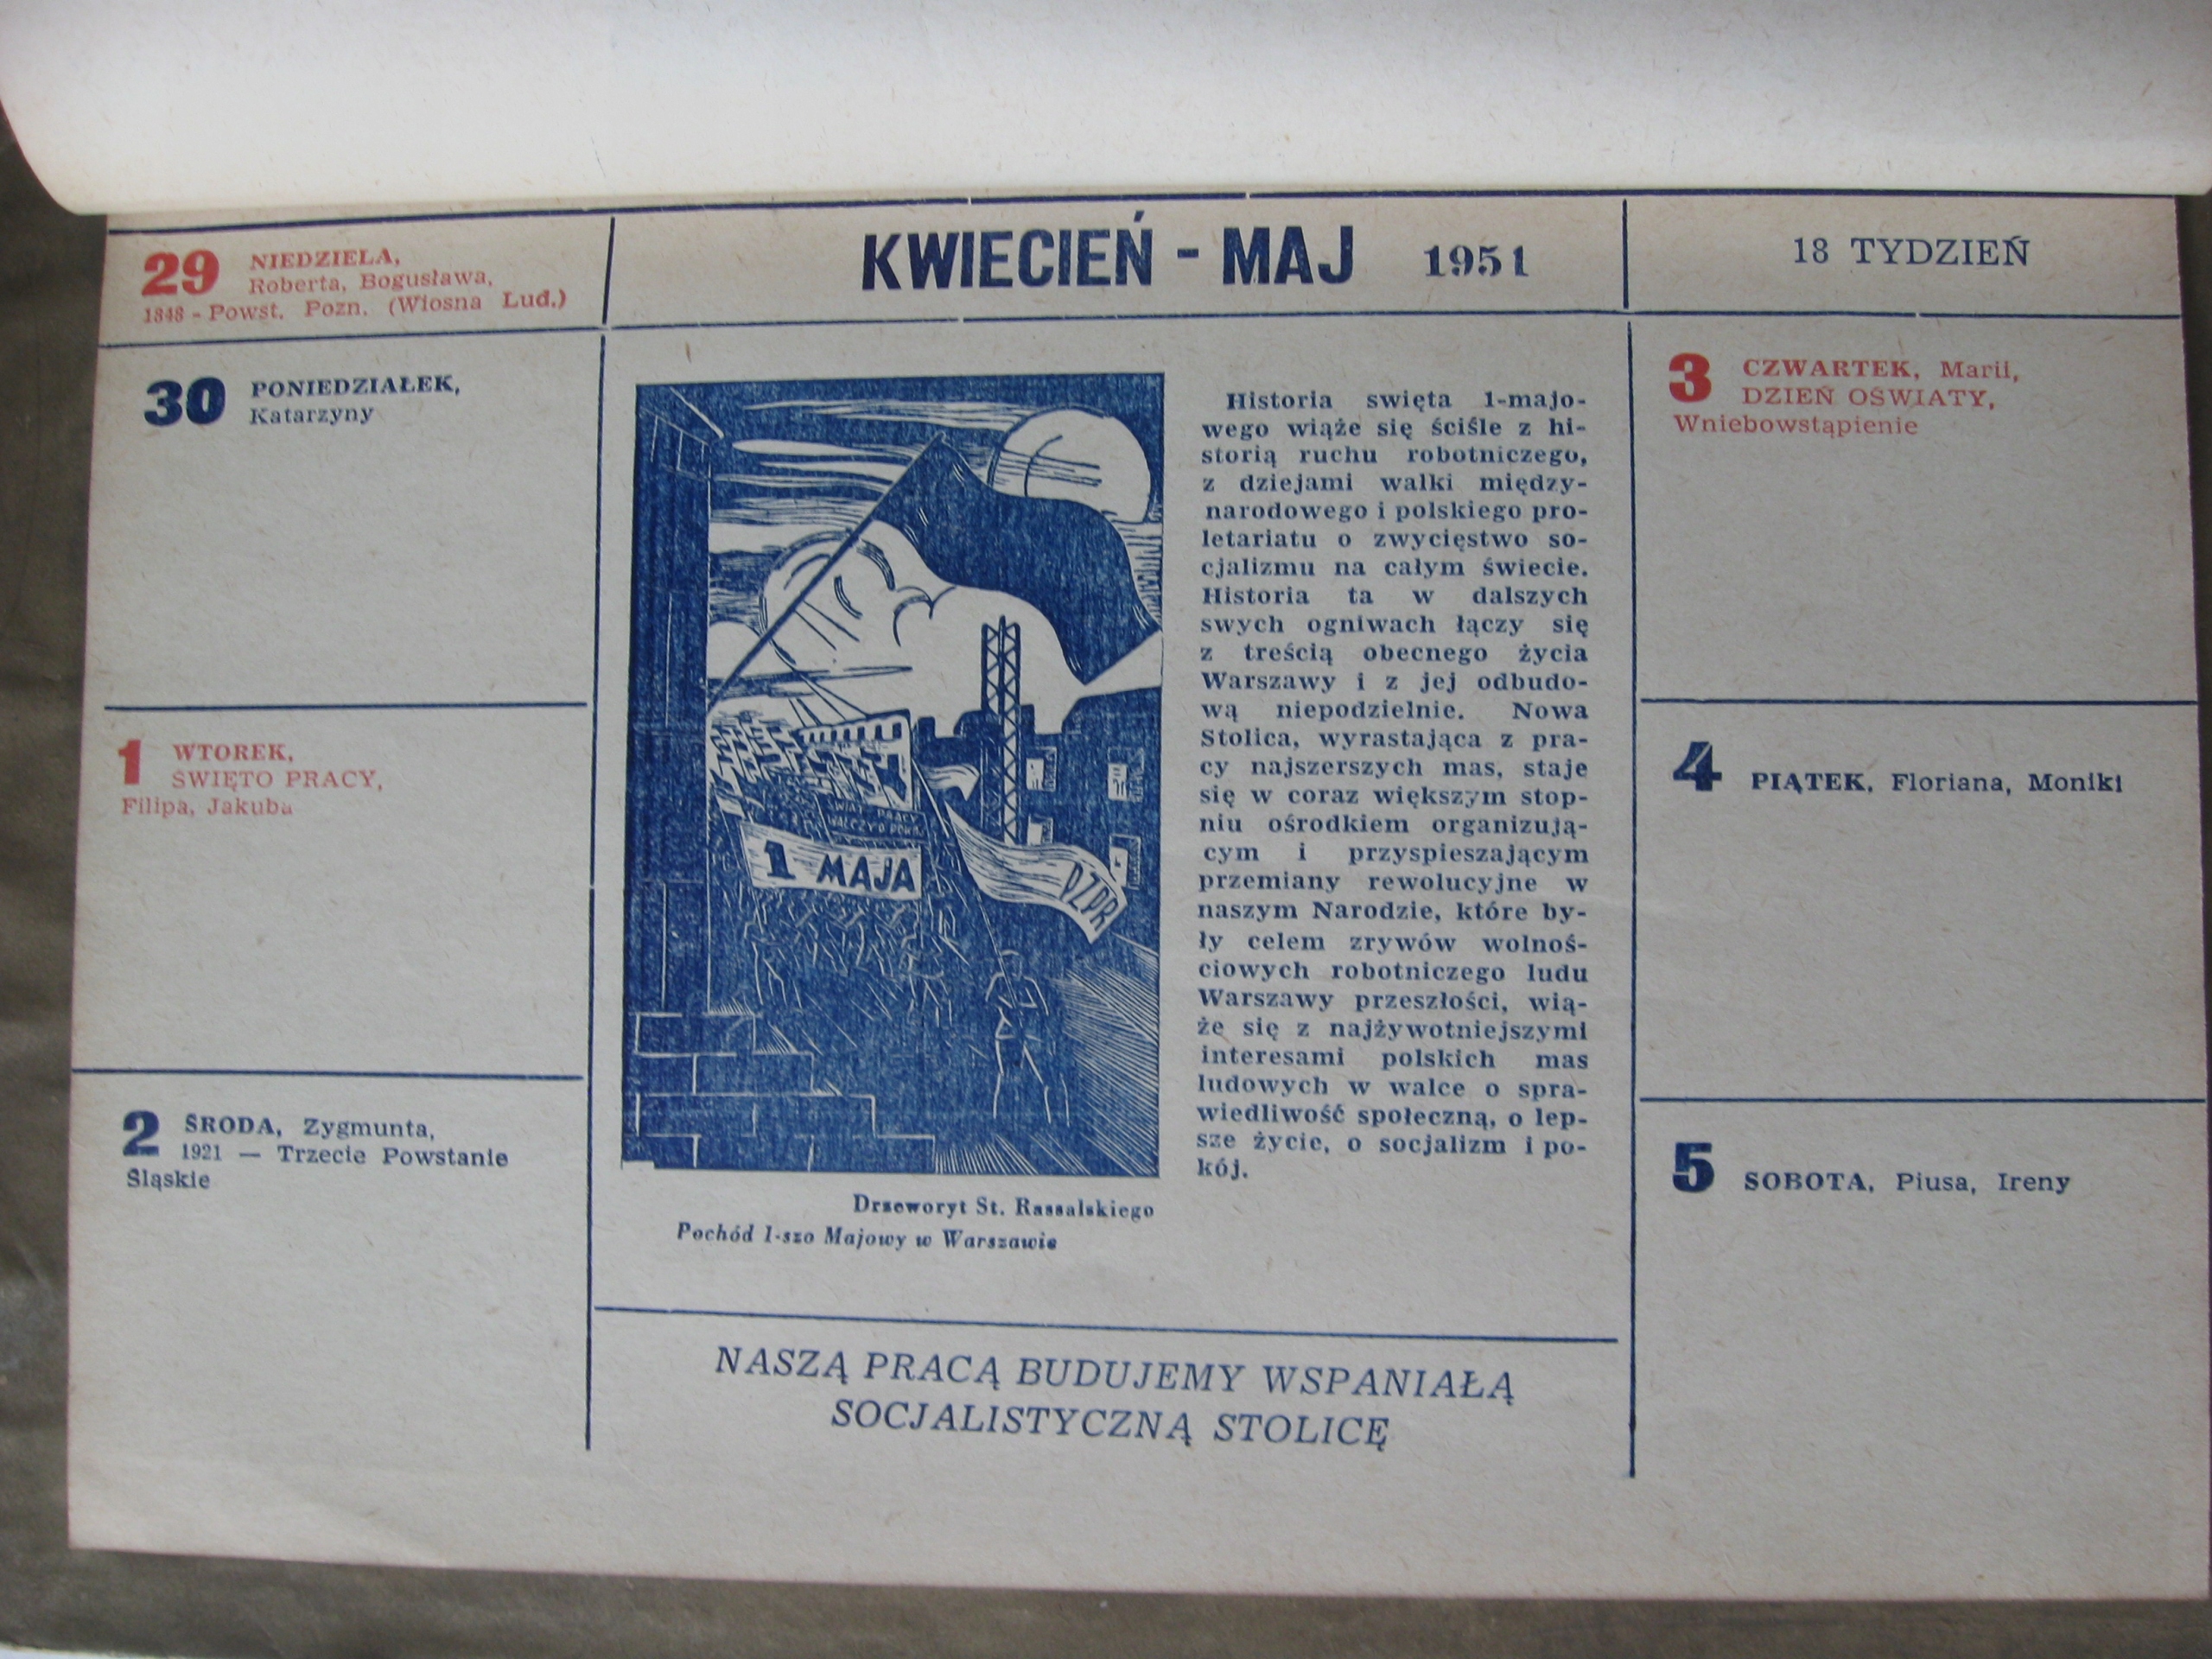 29 NIEDZIELA,
Roberta, Bogusława,
1848 - Powst. Pozn. (Wiosna Lud.)
KWIECIEŃ - MAJ 1951
18 TYDZIEŃ
30 PONIEDZIAŁEK,
Katarzyny
1 WTOREK,
ŚWIĘTO PRACY,
Filipa, Jakuba
2 ŚRODA, Zygmunta,
1921 — Trzecie Powstanie
Śląskie
ŚWIAT PRACY
WALCZY O POKÓJ
1 MAJA
PZPR
Drzeworyt St. Rassalskiego
Pochód 1-szo Majowy w Warszawie
Historia święta 1-majo-
wego wiąże się ściśle z hi-
storią ruchu robotniczego,
z dziejami walki między-
narodowego i polskiego pro-
letariatu o zwycięstwo so-
cjalizmu na całym świecie.
Historia ta w dalszych
swych ogniwach łączy się
z treścią obecnego życia
Warszawy i z jej odbudo-
wą niepodzielnie. Nowa
Stolica, wyrastająca z pra-
cy najszerszych mas, staje
się w coraz większym stop-
niu ośrodkiem organizują-
cym i przyspieszającym
przemiany rewolucyjne w
naszym Narodzie, które by-
ły celem zrywów wolnoś-
ciowych robotniczego ludu
Warszawy przeszłości, wią-
że się z najżywotniejszymi
interesami polskich mas
ludowych w walce o spra-
wiedliwość społeczną, o lep-
sze życie, o socjalizm i po-
kój.
NASZĄ PRACĄ BUDUJEMY WSPANIAŁĄ
SOCJALISTYCZNĄ STOLICĘ
3 CZWARTEK, Marii,
DZIEŃ OŚWIATY,
Wniebowstąpienie
4 PIĄTEK, Floriana, Moniki
5 SOBOTA, Piusa, Ireny